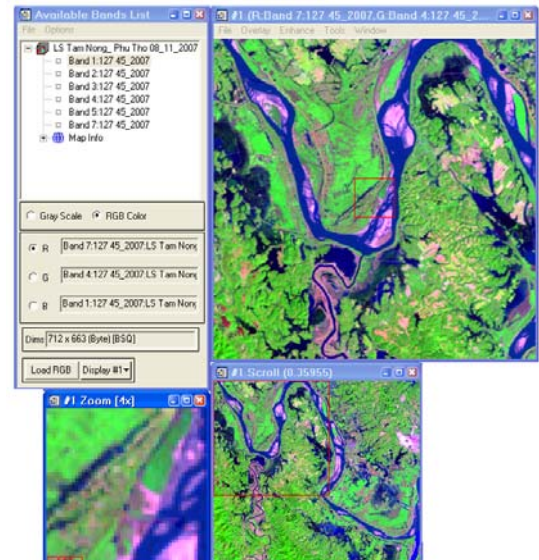 Available Bands List
File Options
LS Tam Nong_ Phu Tho 08_11_2007
Band 1:127 45_2007
Band 2:127 45_2007
Band 3:127 45_2007
Band 4:127 45_2007
Band 5:127 45_2007
Band 7:127 45_2007
Map Info
Gray Scale RGB Color
R Band 7:127 45_2007:LS Tam Nong
G Band 4:127 45_2007:LS Tam Nong
B Band 1:127 45_2007:LS Tam Nong
Dims 712 x 663 (Byte) [BSQ]
Load RGB Display #1
#1 (R:Band 7:127 45_2007,G:Band 4:127 45_2...
File Overlay Enhance Tools Window
#1 Scroll (0.35955)
#1 Zoom [4x]